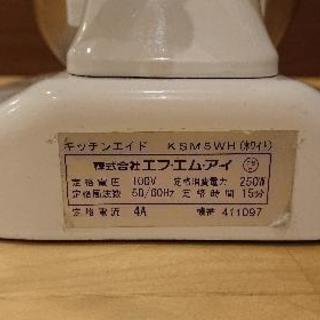 キッチンエイド KSM5WH(ホワイト)
株式会社エフ・エム・アイ
定格電圧 100V 定格消費電力 250W
定格周波数 50/60Hz 定格時間 15分
定格電流 4A 機番 411097